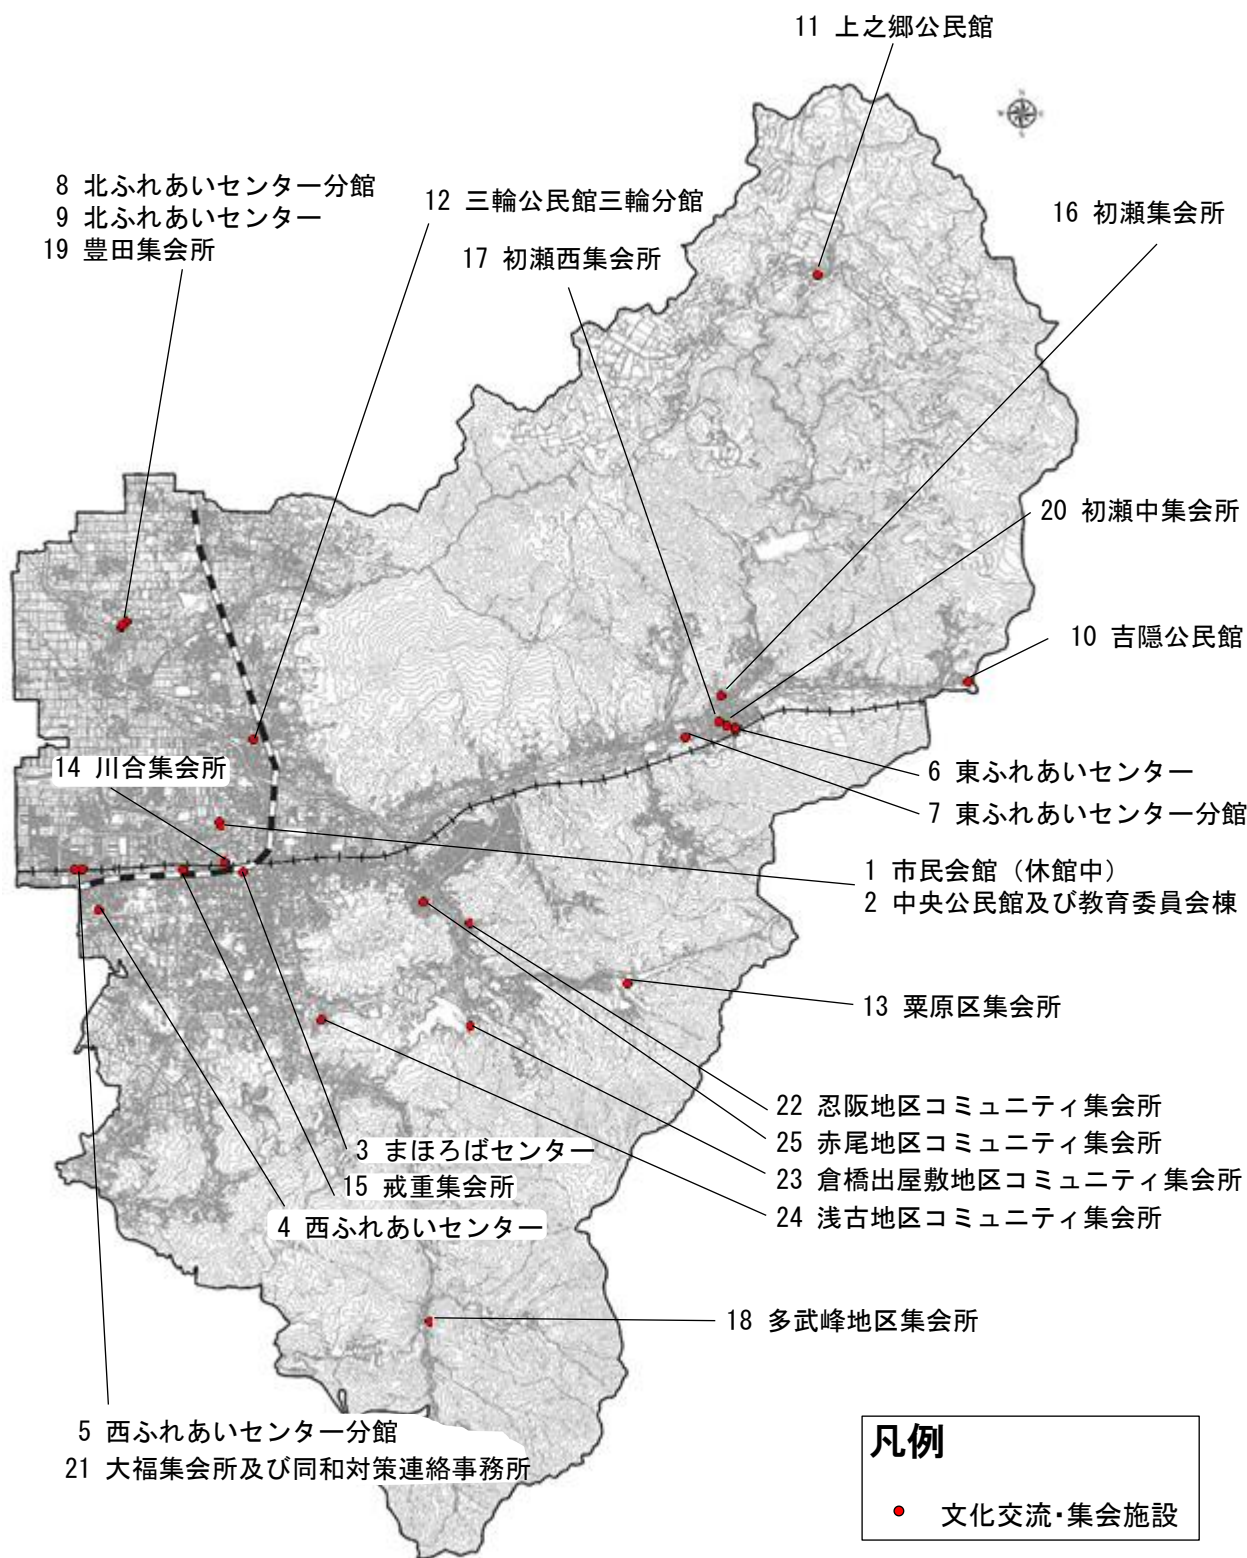 11 上之郷公民館
8 北ふれあいセンター分館
9 北ふれあいセンター
19 豊田集会所
12 三輪公民館三輪分館
17 初瀬西集会所
16 初瀬集会所
20 初瀬中集会所
10 吉隠公民館
14 川合集会所
6 東ふれあいセンター
7 東ふれあいセンター分館
1 市民会館（休館中）
2 中央公民館及び教育委員会棟
13 粟原区集会所
22 忍阪地区コミュニティ集会所
25 赤尾地区コミュニティ集会所
23 倉橋出屋敷地区コミュニティ集会所
24 浅古地区コミュニティ集会所
3 まほろばセンター
15 戒重集会所
4 西ふれあいセンター
18 多武峰地区集会所
5 西ふれあいセンター分館
21 大福集会所及び同和対策連絡事務所
凡例
文化交流・集会施設